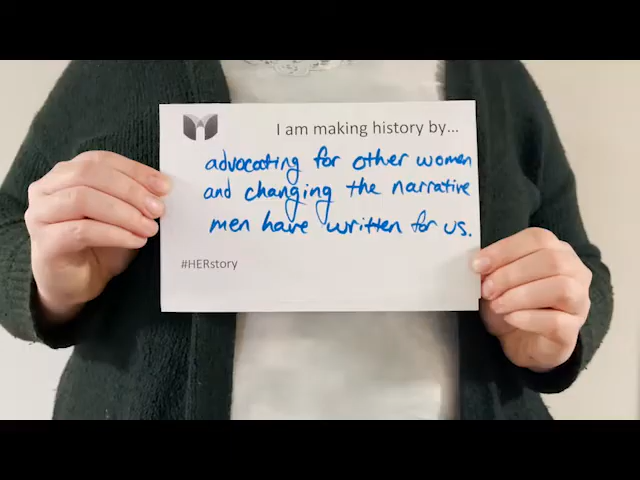 I am making history by...
advocating for other women
and changing the narrative
men have written for us.
#HERstory